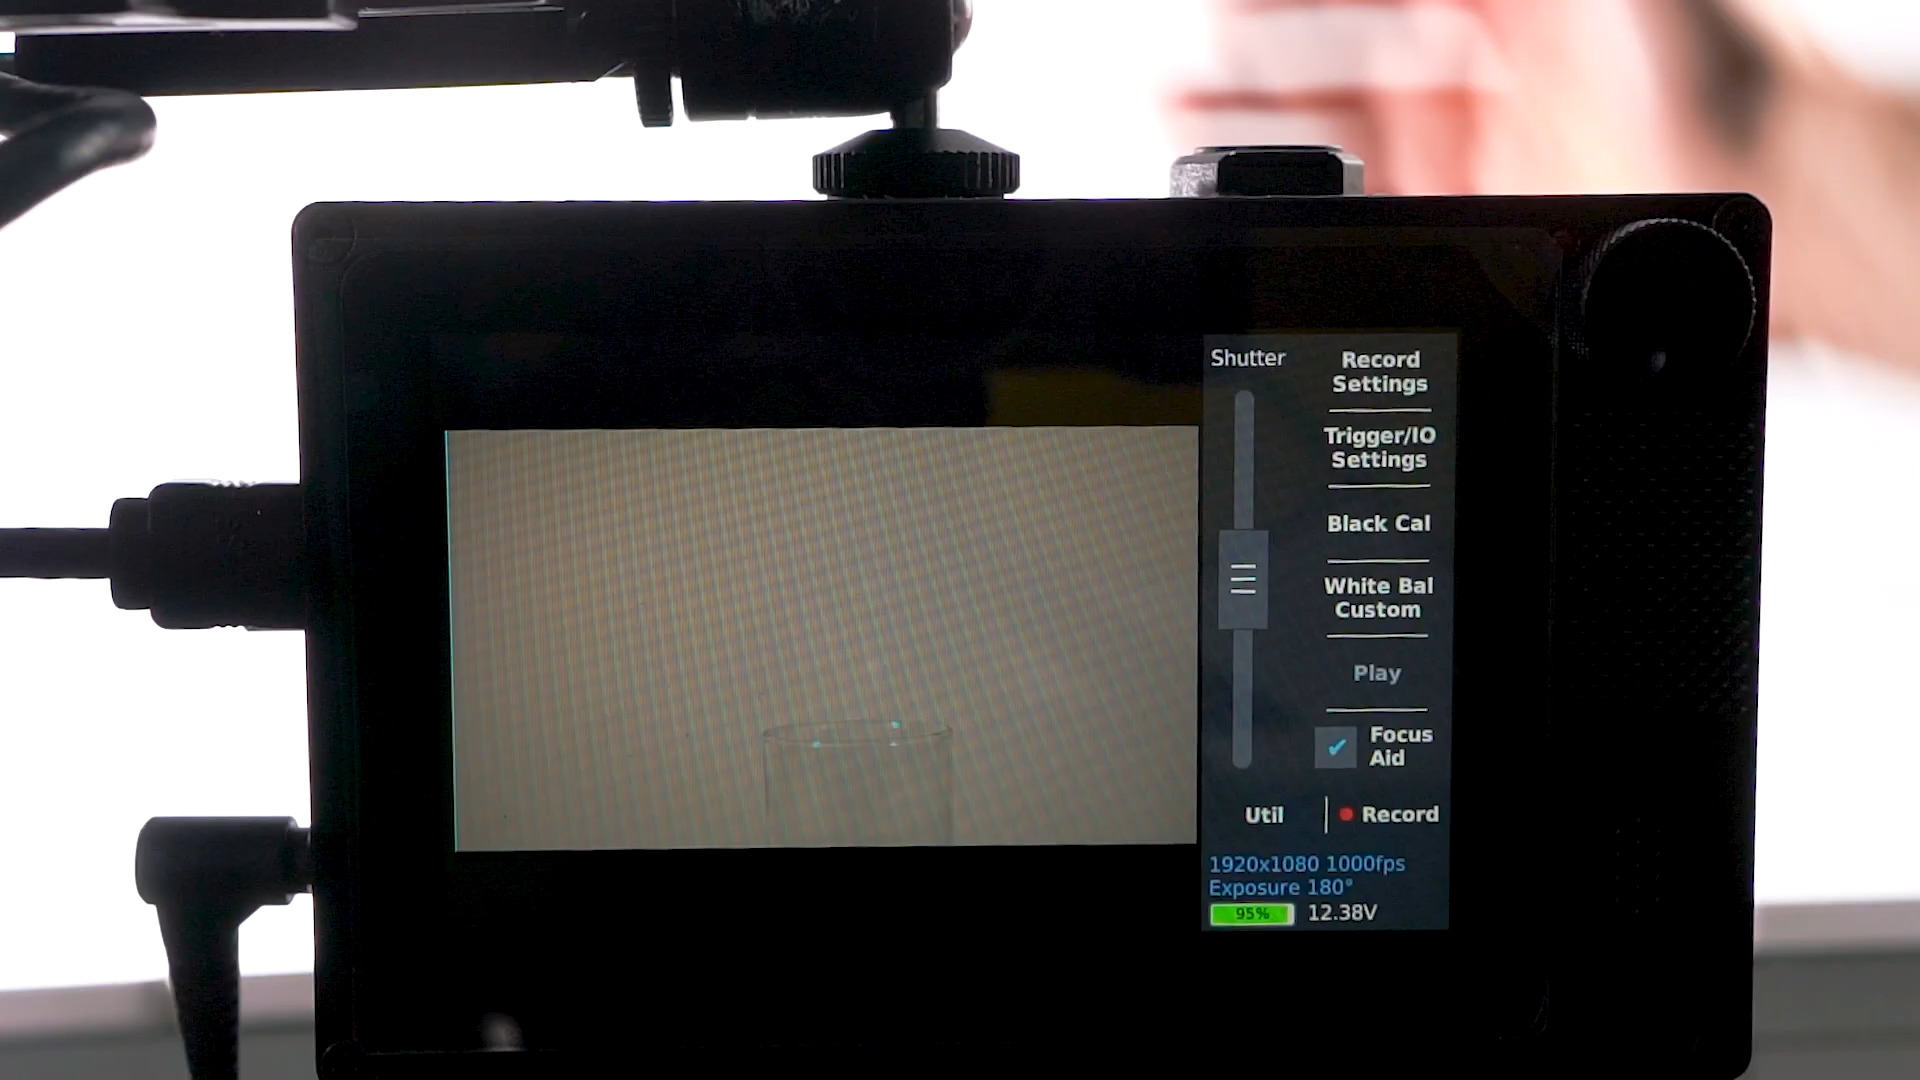 Shutter
Record
Settings
Trigger/IO
Settings
Black Cal
White Bal
Custom
Play
✔ Focus
Aid
Util
Record
1920x1080 1000fps
Exposure 180°
95% 12.38V